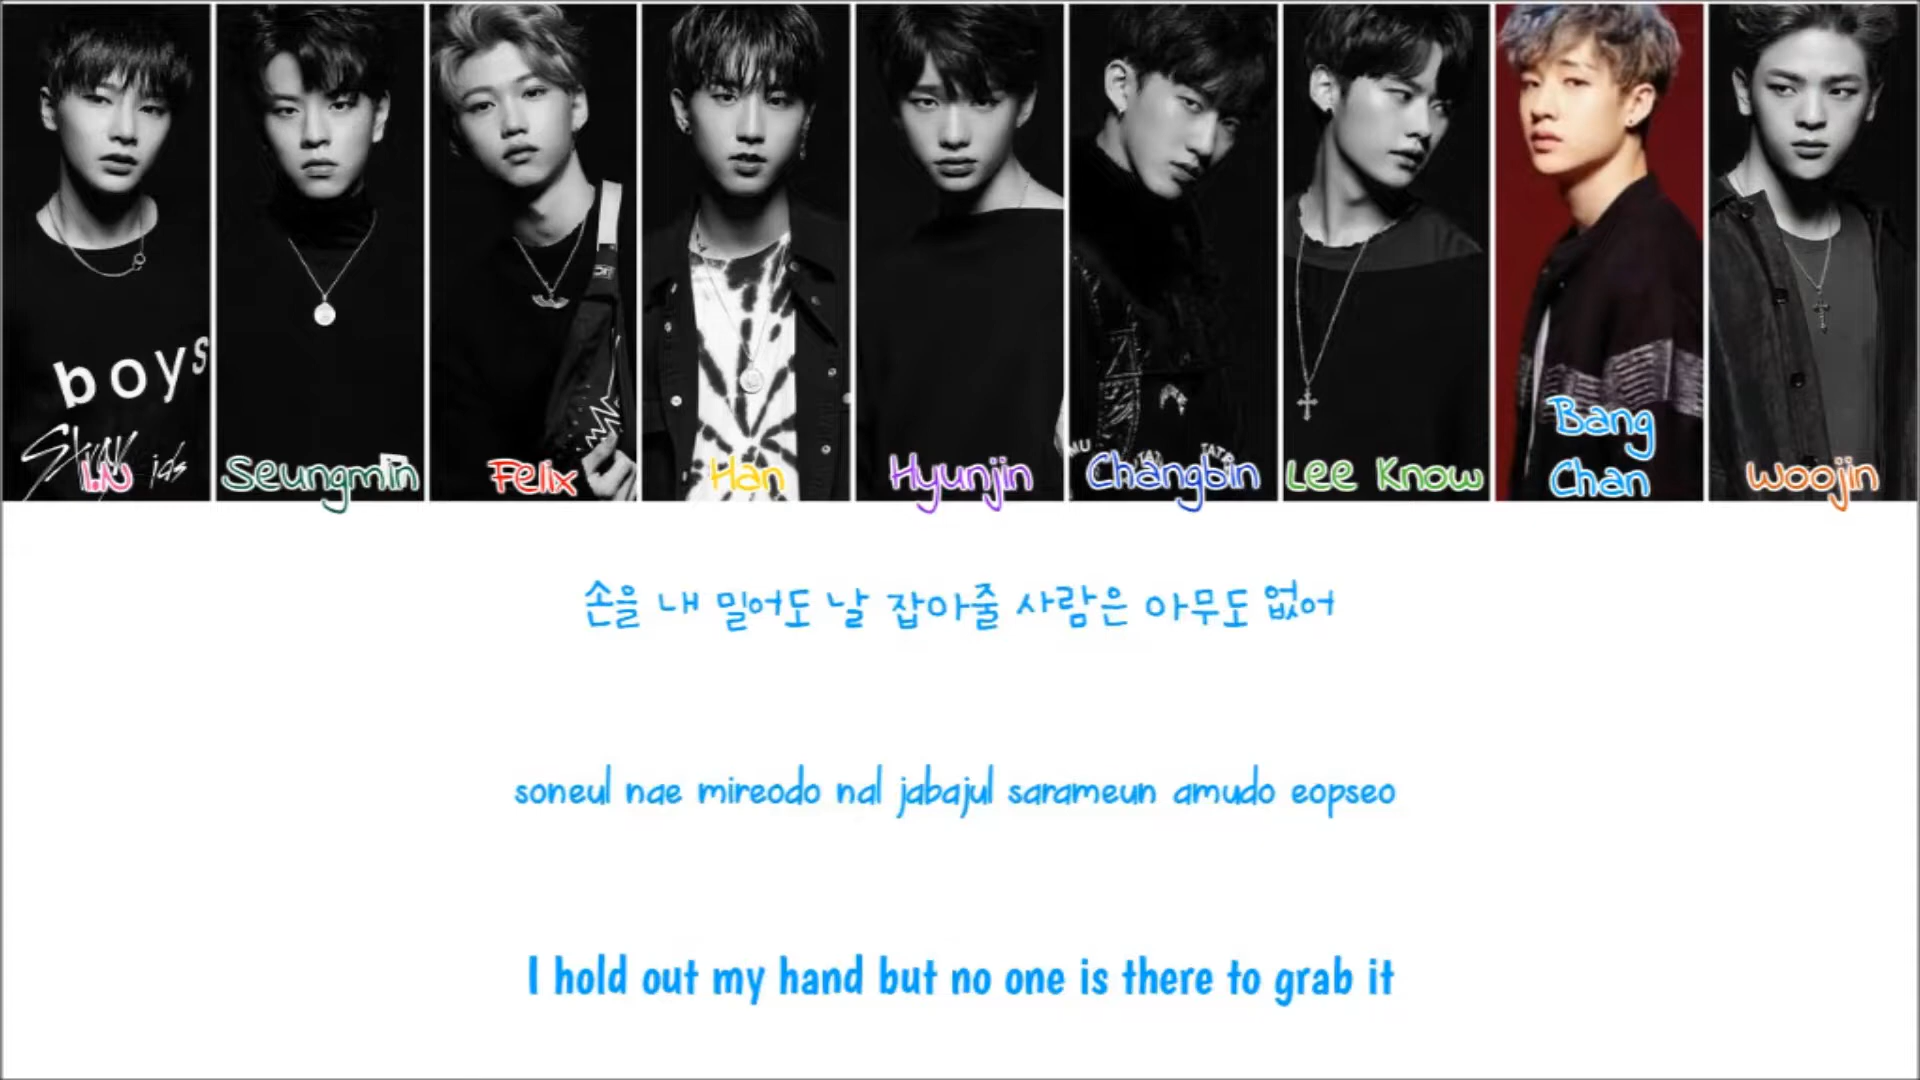 boys
Stray ids
I.N
Seungmin
Felix
Han
Hyunjin
Changbin
Lee Know
Bang
Chan
Woojin
손을 내 밀어도 날 잡아줄 사람은 아무도 없어
soneul nae mireodo nal jabajul sarameun amudo eopseo
I hold out my hand but no one is there to grab it